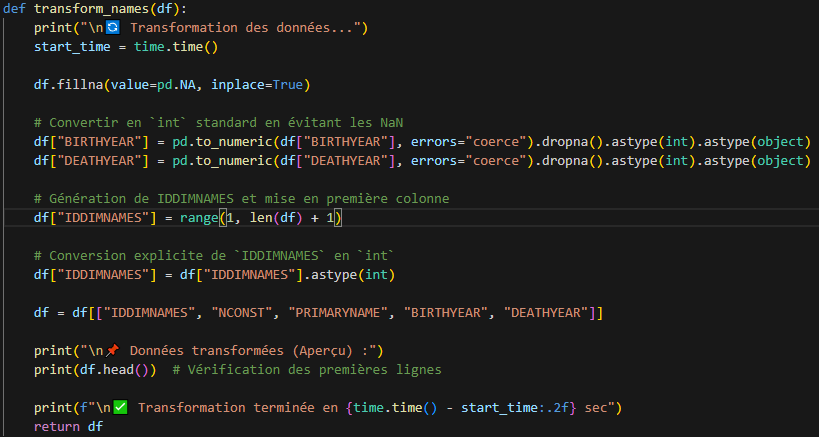 def transform_names(df):
    print("\n🔄 Transformation des données...")
    start_time = time.time()
    df.fillna(value=pd.NA, inplace=True)
    # Convertir en `int` standard en évitant les NaN
    df["BIRTHYEAR"] = pd.to_numeric(df["BIRTHYEAR"], errors="coerce").dropna().astype(int).astype(object)
    df["DEATHYEAR"] = pd.to_numeric(df["DEATHYEAR"], errors="coerce").dropna().astype(int).astype(object)
    # Génération de IDDIMNAMES et mise en première colonne
    df["IDDIMNAMES"] = range(1, len(df) + 1)
    # Conversion explicite de `IDDIMNAMES` en `int`
    df["IDDIMNAMES"] = df["IDDIMNAMES"].astype(int)
    df = df[["IDDIMNAMES", "NCONST", "PRIMARYNAME", "BIRTHYEAR", "DEATHYEAR"]]
    print("\n📌 Données transformées (Aperçu) :")
    print(df.head())  # Vérification des premières lignes
    print(f"\n✅ Transformation terminée en {time.time() - start_time:.2f} sec")
    return df